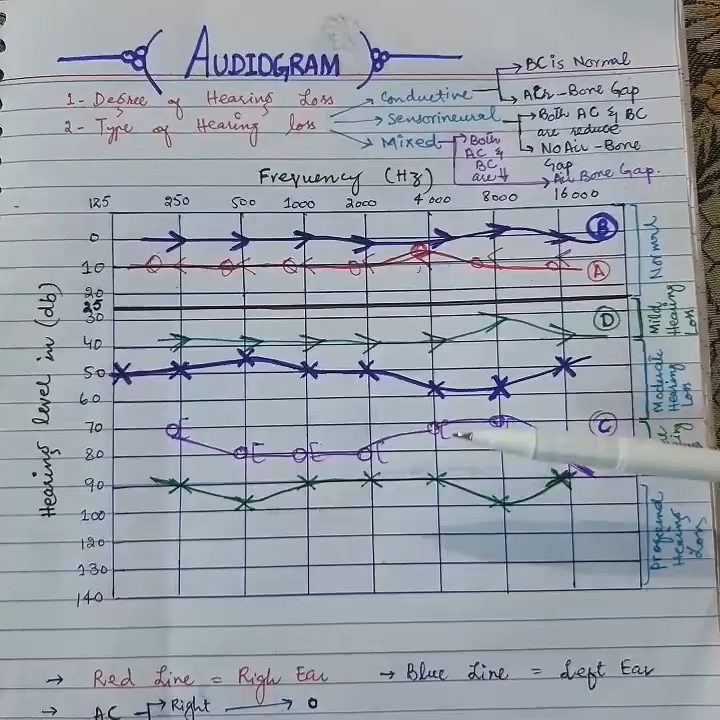 AUDIOGRAM
1- Degree of Hearing Loss
2- Type of Hearing loss
Conductive
Sensorineural
Mixed
BC is Normal
Air-Bone Gap
Both AC & BC
are reduce
No Air-Bone
Gap
Both
AC &
BC
are ↓
Air Bone Gap.
Frequency (Hz)
125 250 500 1000 2000 4000 8000 16000
Hearing level in (db)
0
10
20
25
30
40
50
60
70
80
90
100
120
130
140
B
A
D
C
Normal
Mild Hearing Loss
Moderate Hearing Loss
Profound Hearing Loss
→ Red Line = Righ Ear → Blue Line = Left Ear
→ AC Right → O